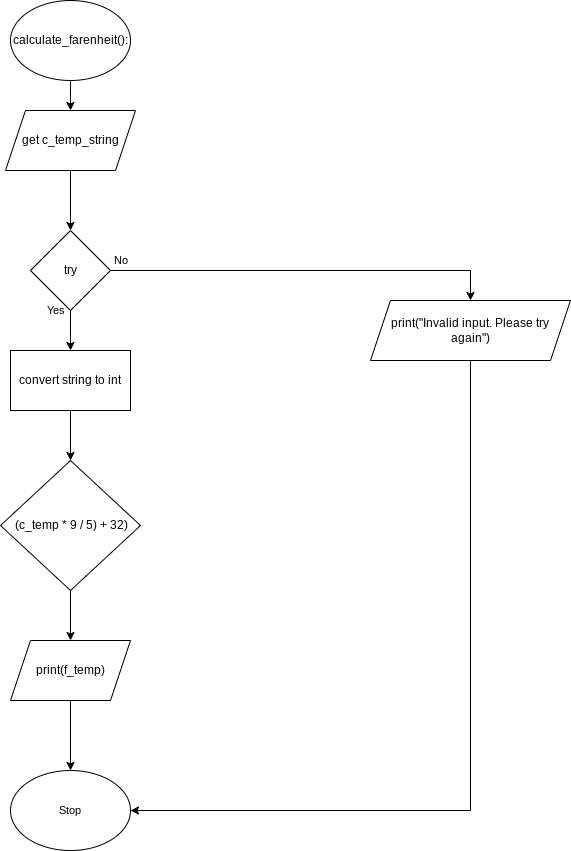 calculate_farenheit():
get c_temp_string
try
No
Yes
print("Invalid input. Please try
again")
convert string to int
(c_temp * 9 / 5) + 32)
print(f_temp)
Stop